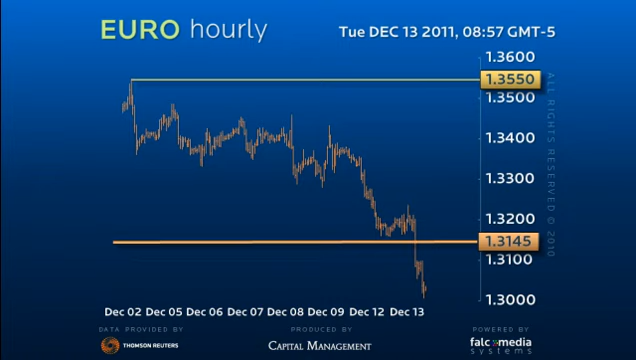 EURO hourly
Tue DEC 13 2011, 08:57 GMT-5
1.3600
1.3550
1.3500
1.3400
1.3300
1.3200
1.3145
1.3100
1.3000
ALL RIGHTS RESERVED © 2010
Dec 02 Dec 05 Dec 06 Dec 07 Dec 08 Dec 09 Dec 12 Dec 13
DATA PROVIDED BY
THOMSON REUTERS
PRODUCED BY
CAPITAL MANAGEMENT
POWERED BY
falc media
systems